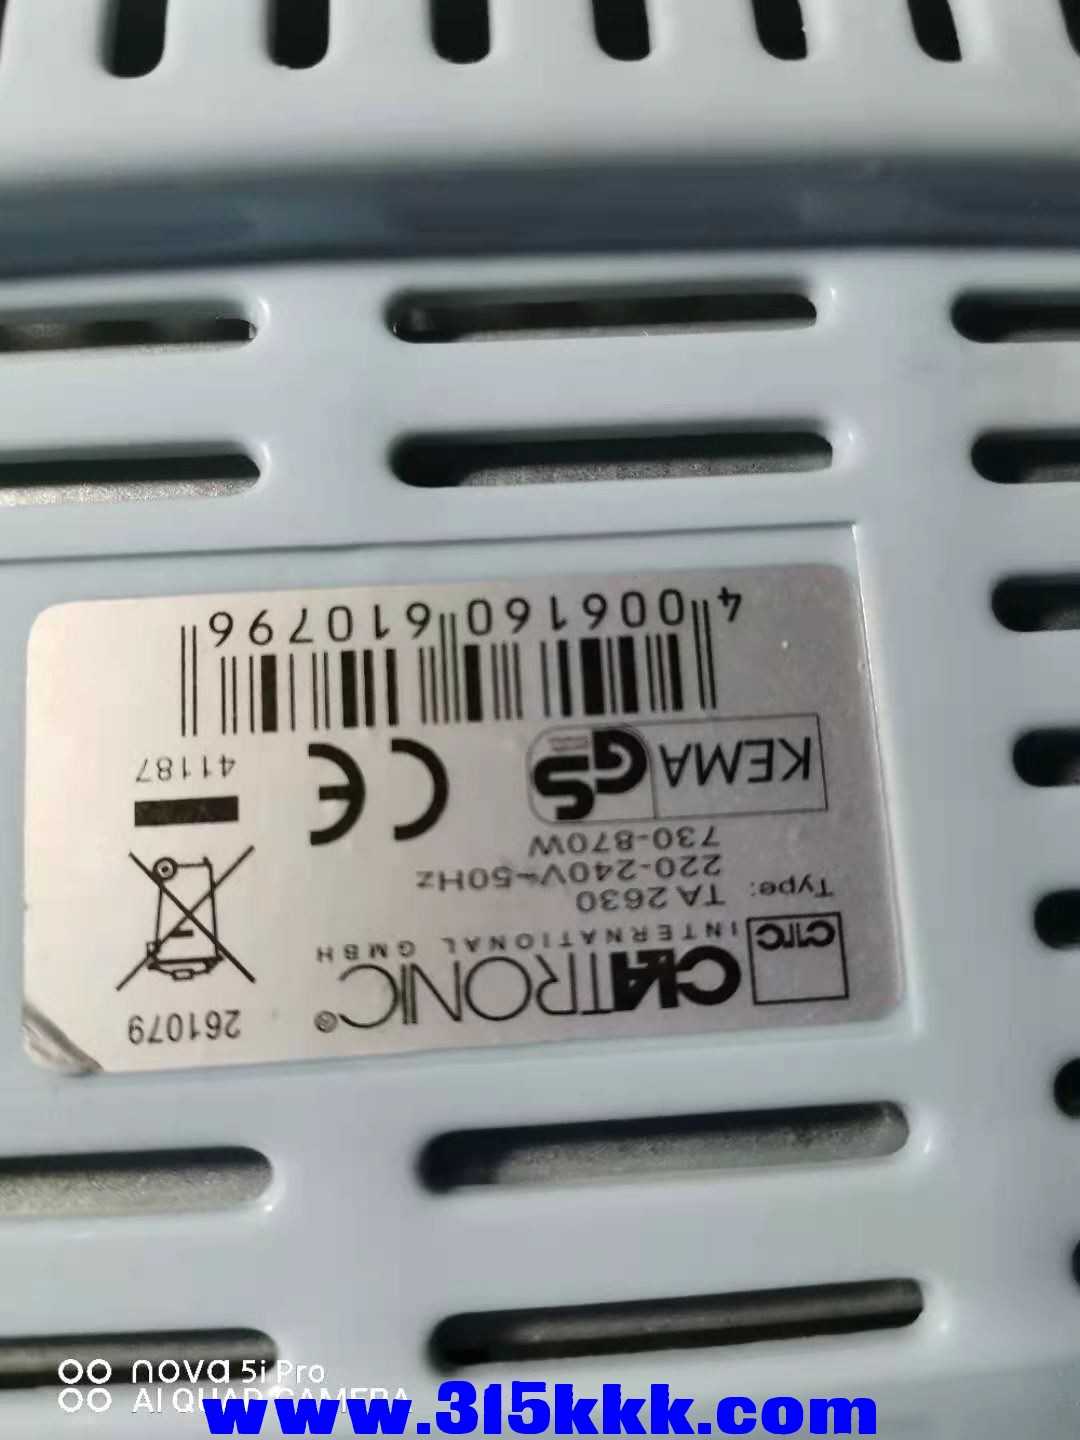 261079
CLATRONIC®
INTERNATIONAL GMBH
CTC
Type: TA 2630
220-240V~50Hz
730-870W
KEMA
GS
CE
41187
4 006160 610796
nova 5i Pro
AI QUAD CAMERA
www.315kkk.com